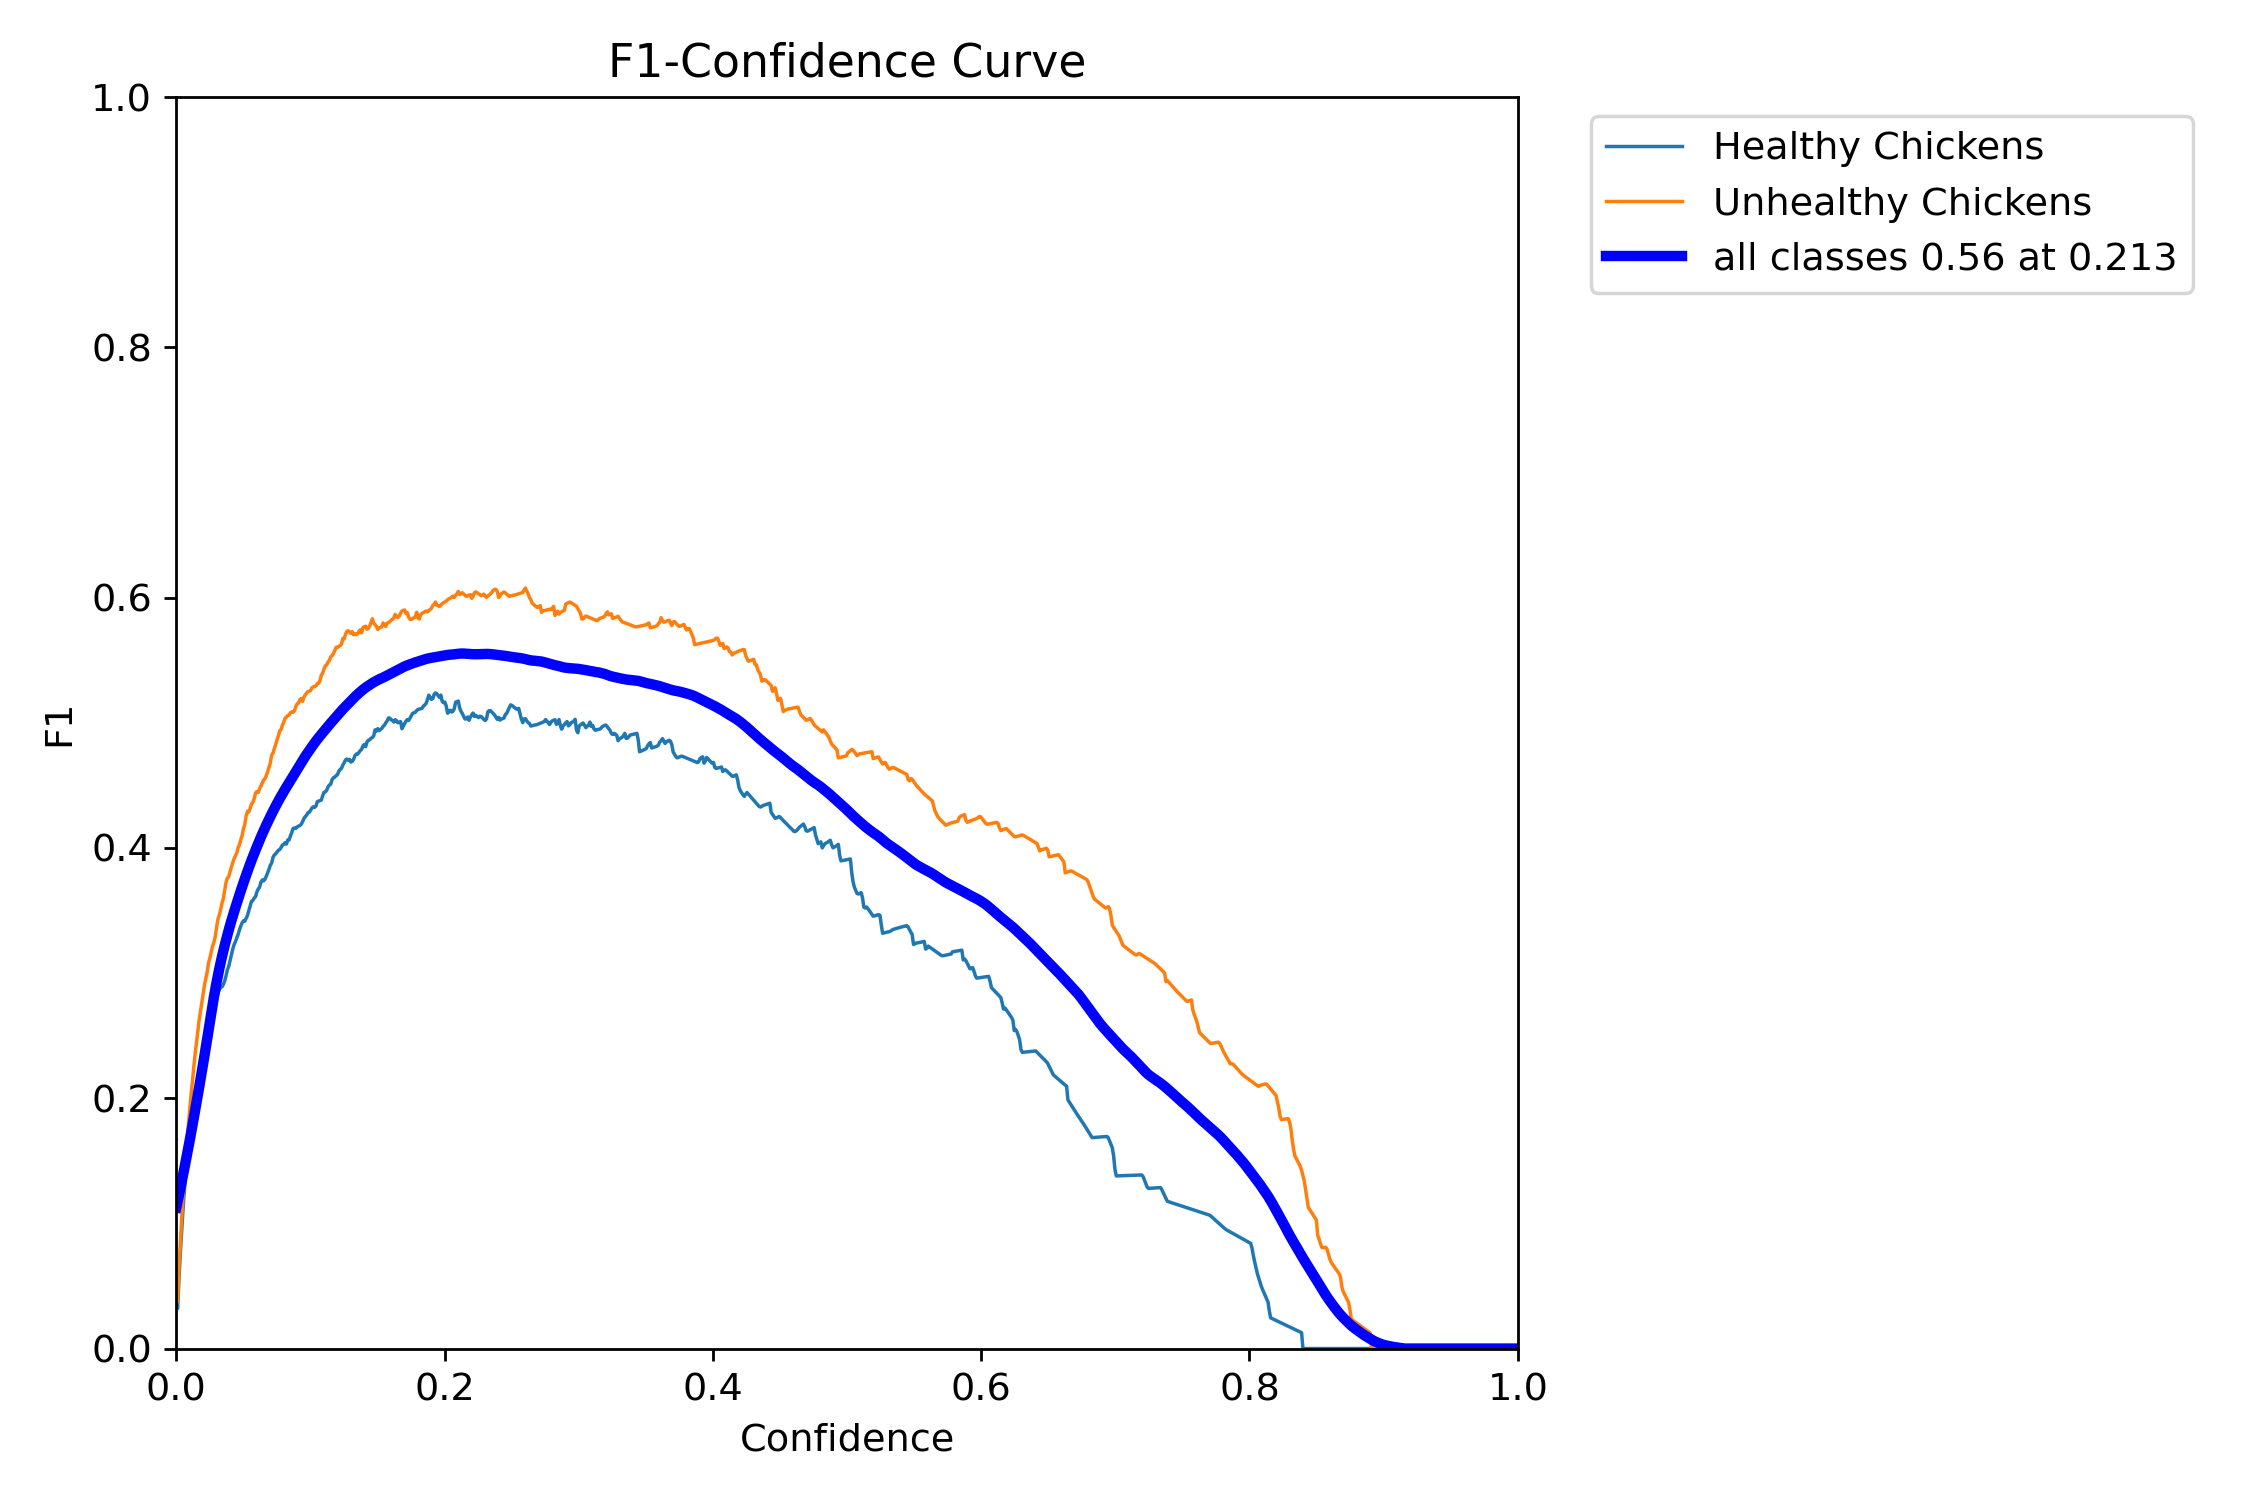 F1-Confidence Curve
Healthy Chickens
Unhealthy Chickens
all classes 0.56 at 0.213
1.0
0.8
0.6
0.4
0.2
0.0
F1
0.0 0.2 0.4 0.6 0.8 1.0
Confidence